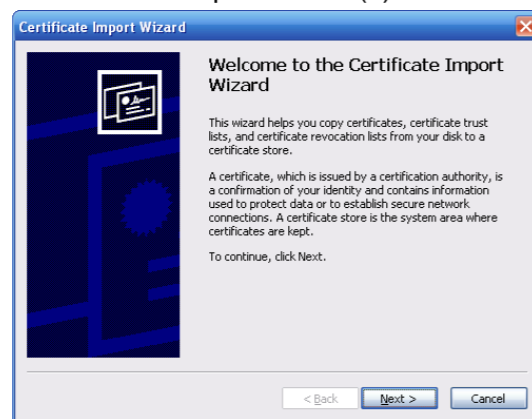 Certificate Import Wizard
Welcome to the Certificate Import
Wizard
This wizard helps you copy certificates, certificate trust
lists, and certificate revocation lists from your disk to a
certificate store.
A certificate, which is issued by a certification authority, is
a confirmation of your identity and contains information
used to protect data or to establish secure network
connections. A certificate store is the system area where
certificates are kept.
To continue, click Next.
< Back Next > Cancel